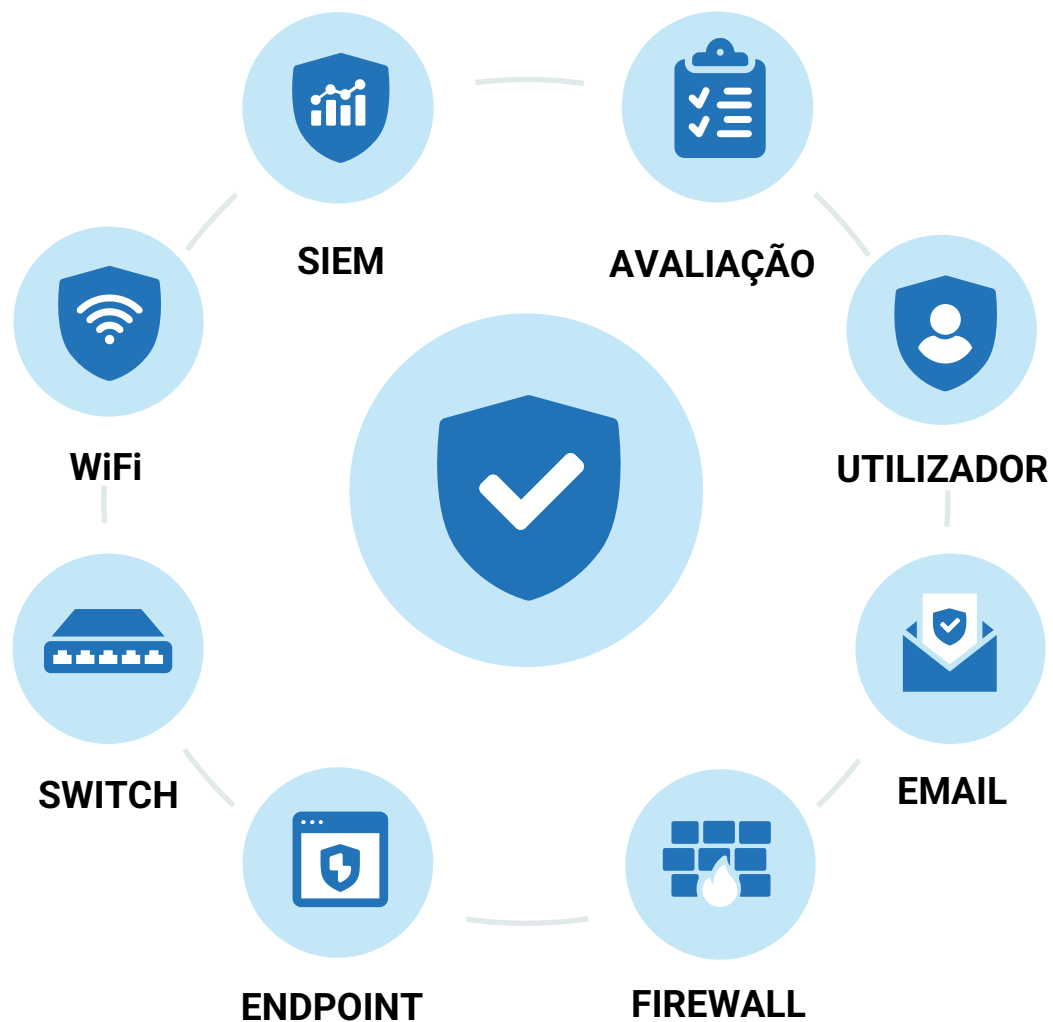 SIEM
AVALIAÇÃO
WiFi
UTILIZADOR
SWITCH
EMAIL
ENDPOINT
FIREWALL